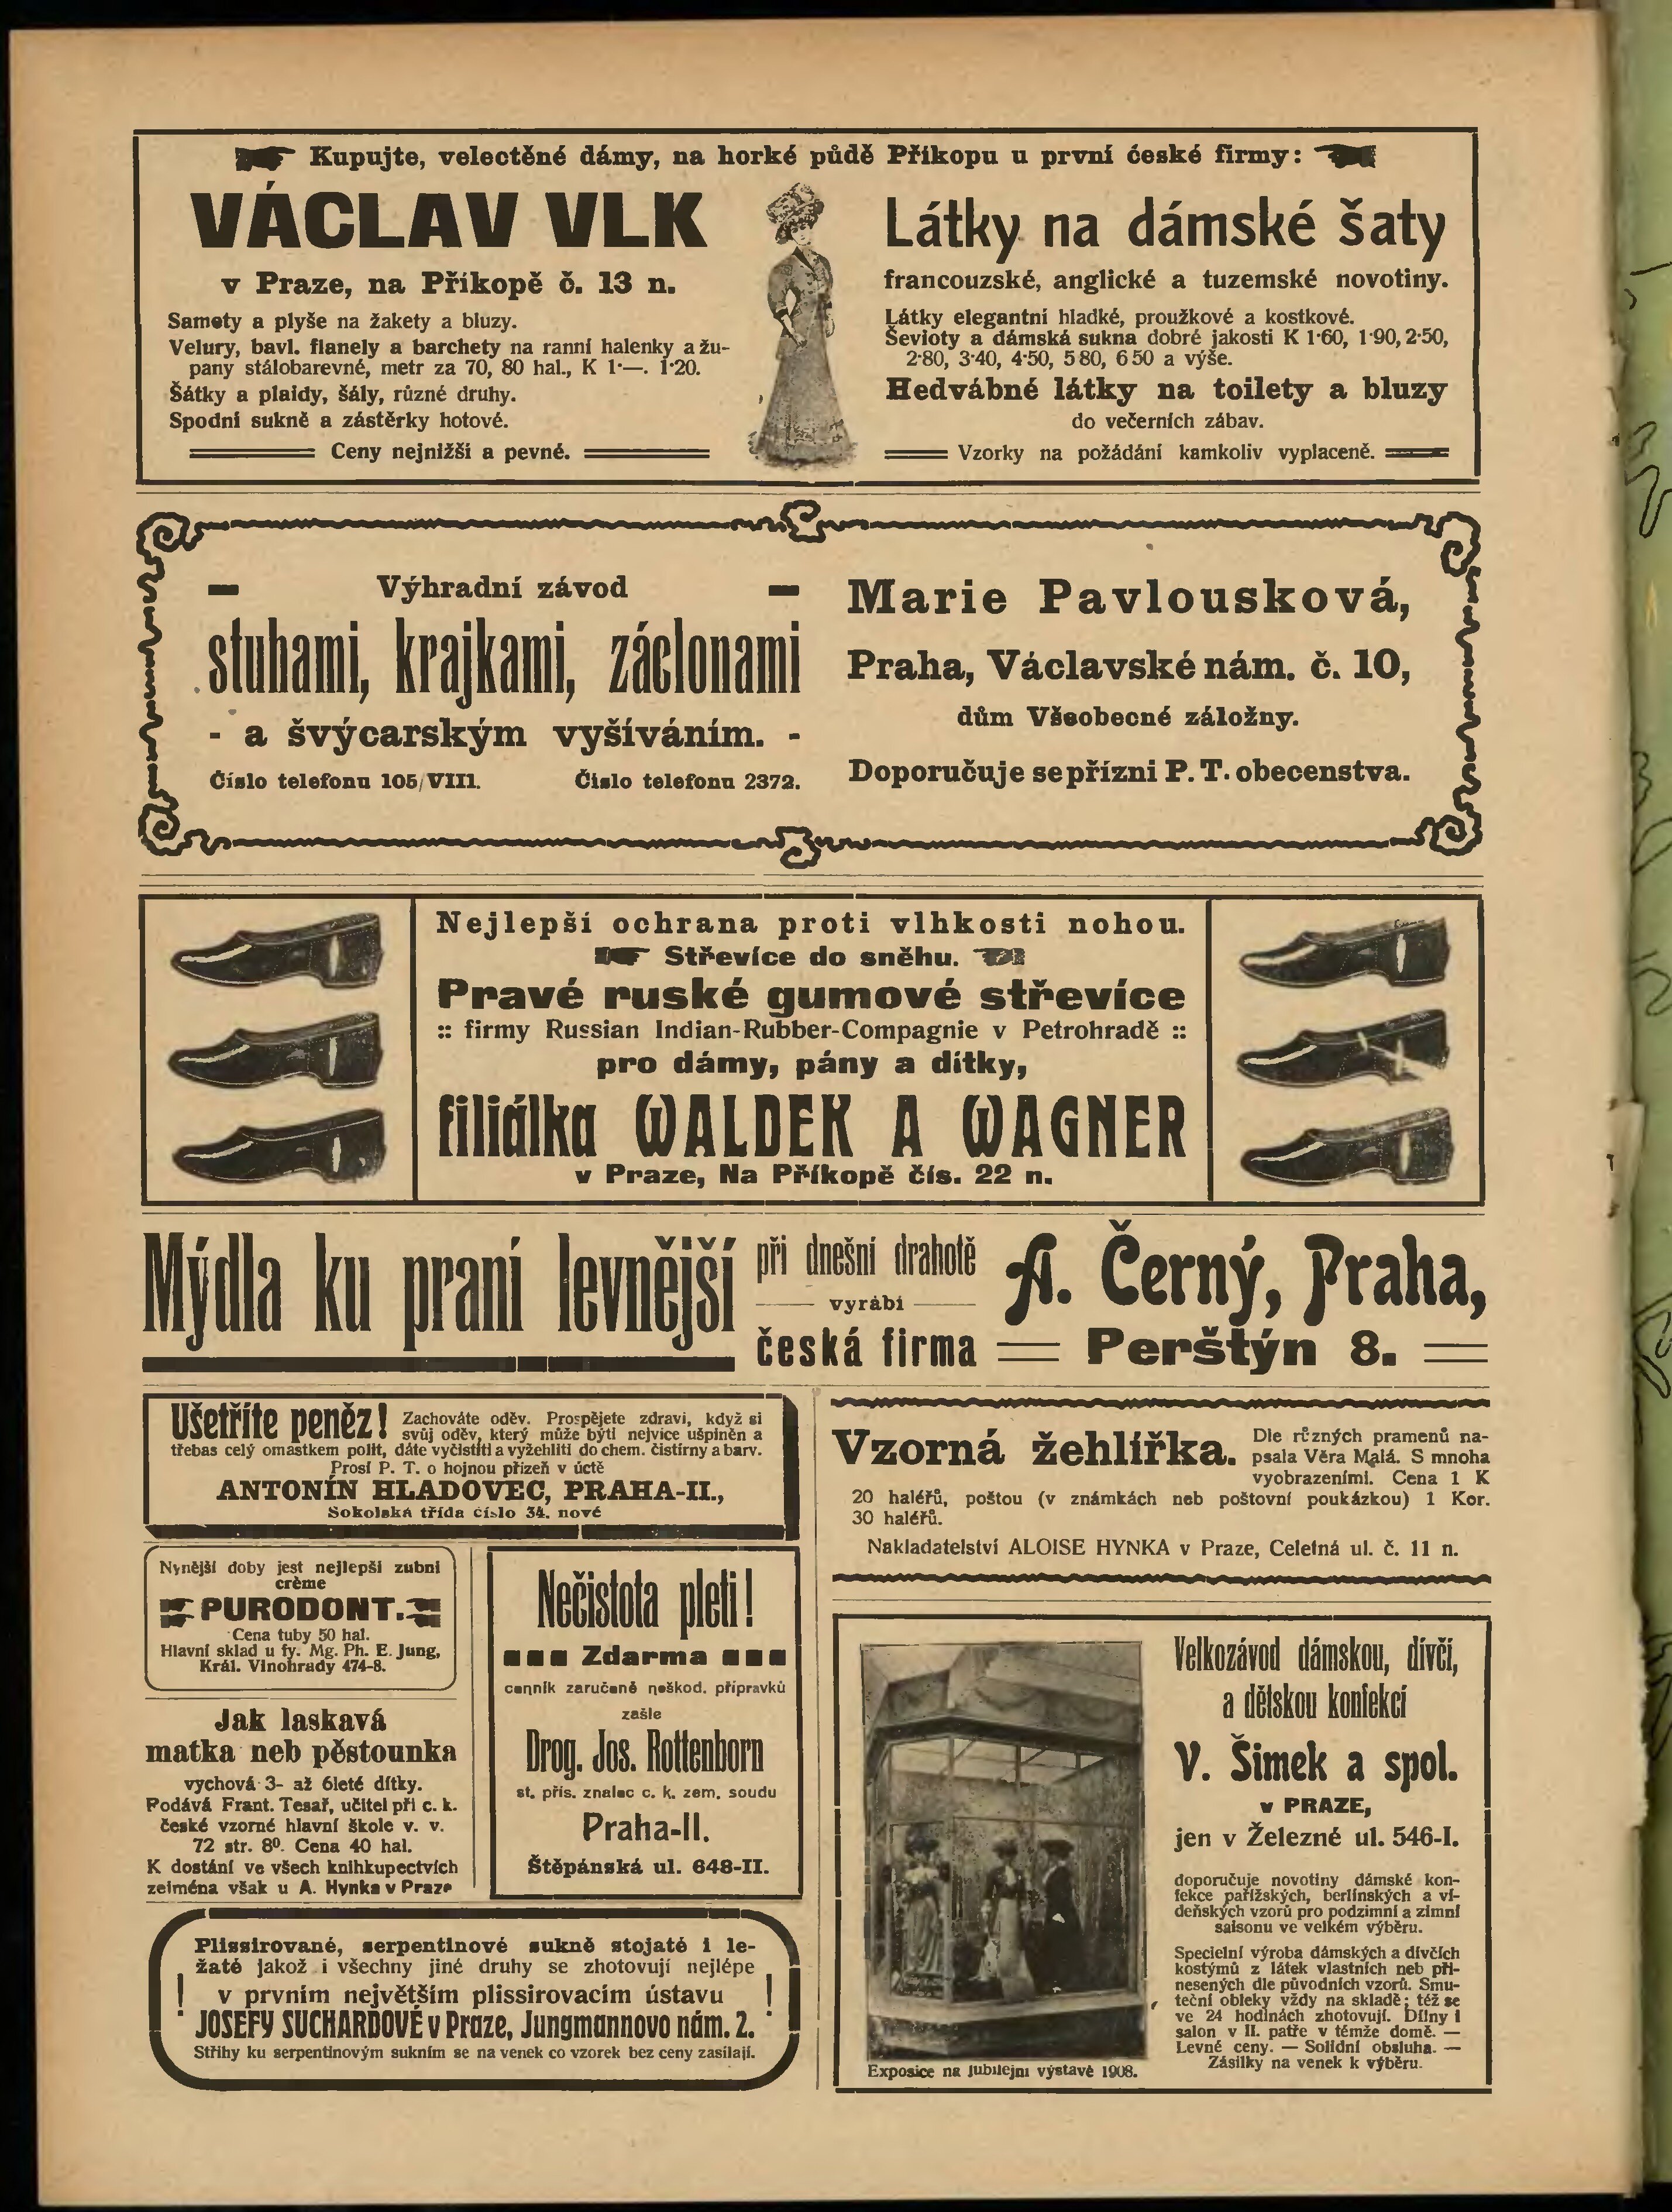 Kupujte, velectěné dámy, na horké půdě Příkopu u první české firmy:
VÁCLAV VLK
v Praze, na Příkopě č. 13 n.
Samety a plyše na žakety a bluzy.
Velury, bavl. flanely a barchety na ranní halenky a žu-
pany stálobarevné, metr za 70, 80 hal., K 1·—. 1·20.
Šátky a plaidy, šály, různé druhy.
Spodní sukně a zástěrky hotové.
Ceny nejnižší a pevné.
Látky na dámské šaty
francouzské, anglické a tuzemské novotiny.
Látky elegantní hladké, proužkové a kostkové.
Ševioty a dámská sukna dobré jakosti K 1·60, 1·90, 2·50,
2·80, 3·40, 4·50, 5 80, 6 50 a výše.
Hedvábné látky na toilety a bluzy
do večerních zábav.
Vzorky na požádání kamkoliv vyplaceně.
Výhradní závod
stuhami, krajkami, záclonami
- a švýcarským vyšíváním. -
Číslo telefonu 105/VIII. Číslo telefonu 2372.
Marie Pavlousková,
Praha, Václavské nám. č. 10,
dům Všeobecné záložny.
Doporučuje se přízni P. T. obecenstva.
Nejlepší ochrana proti vlhkosti nohou.
Střevíce do sněhu.
Pravé ruské gumové střevíce
:: firmy Russian Indian-Rubber-Compagnie v Petrohradě ::
pro dámy, pány a dítky,
filiálka WALDEK A WAGNER
v Praze, Na Příkopě čís. 22 n.
Mýdla ku praní levnější
při dnešní drahotě
vyrábí
česká firma
A. Černý, Praha,
Perštýn 8.
Ušetříte peněz! Zachováte oděv. Prospějete zdraví, když si
svůj oděv, který může býti nejvíce ušpiněn a
třebas celý omastkem polit, dáte vyčistiti a vyžehliti do chem. čistírny a barv.
Prosí P. T. o hojnou přízeň v úctě
ANTONÍN HLADOVEC, PRAHA-II.,
Sokolská třída číslo 34. nové
Nynější doby jest nejlepší zubní
crême
PURODONT.
Cena tuby 50 hal.
Hlavní sklad u fy. Mg. Ph. E. Jung,
Král. Vinohrady 474-8.
Jak laskavá
matka neb pěstounka
vychová 3- až 6leté dítky.
Podává Frant. Tesař, učitel při c. k.
české vzorné hlavní škole v. v.
72 str. 8⁰. Cena 40 hal.
K dostání ve všech knihkupectvích
zejména však u A. Hynka v Praze
Nečistota pleti!
Zdarma
cenník zaručeně neškod. přípravků
zašle
Drog. Jos. Rottenborn
st. přís. znalec c. k. zem. soudu
Praha-II.
Štěpánská ul. 648-II.
Plissirované, serpentinové sukně stojaté i le-
žaté jakož i všechny jiné druhy se zhotovují nejlépe
! v prvním největším plissirovacím ústavu !
JOSEFY SUCHARDOVÉ v Praze, Jungmannovo nám. 2.
Střihy ku serpentinovým sukním se na venek co vzorek bez ceny zasílají.
Vzorná žehlířka. Dle různých pramenů na-
psala Věra Malá. S mnoha
vyobrazeními. Cena 1 K
20 haléřů, poštou (v známkách neb poštovní poukázkou) 1 Kor.
30 haléřů.
Nakladatelství ALOISE HYNKA v Praze, Celetná ul. č. 11 n.
Exposice na jubilejní výstavě 1908.
Velkozávod dámskou, dívčí,
a dětskou konfekcí
V. Šimek a spol.
v PRAZE,
jen v Železné ul. 546-I.
doporučuje novotiny dámské kon-
fekce pařížských, berlínských a ví-
deňských vzorů pro podzimní a zimní
saisonu ve velkém výběru.
Specielní výroba dámských a dívčích
kostýmů z látek vlastních neb při-
nesených dle původních vzorů. Smu-
teční obleky vždy na skladě; též se
ve 24 hodinách zhotovují. Dílny i
salon v II. patře v témže domě. —
Levné ceny. — Solidní obsluha. —
Zásilky na venek k výběru.